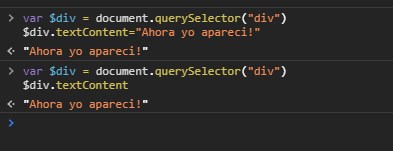 > var $div = document.querySelector("div")
$div.textContent="Ahora yo apareci!"
<· "Ahora yo apareci!"
> var $div = document.querySelector("div")
$div.textContent
<· "Ahora yo apareci!"
>